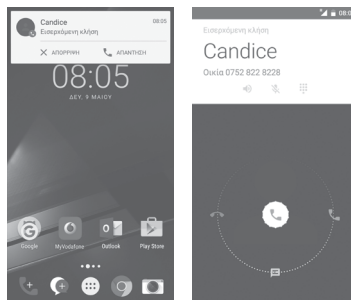 Candice
08:05
Εισερχόμενη κλήση
ΑΠΟΡΡΙΨΗ
ΑΠΑΝΤΗΣΗ
08:05
ΔΕΥ, 9 ΜΑΪΟΥ
Google
MyVodafone
Outlook
Play Store
08:0
Εισερχόμενη κλήση
Candice
Οικία 0752 822 8228